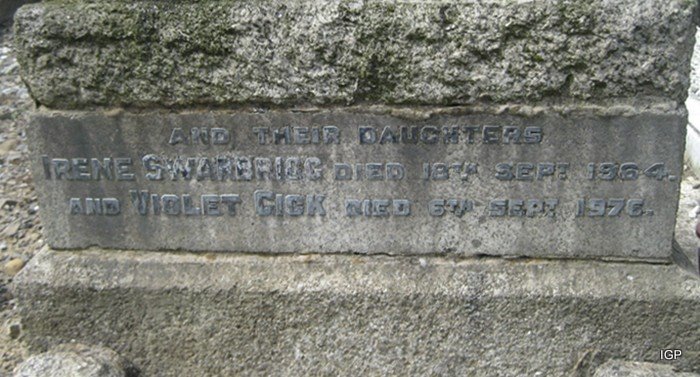 AND THEIR DAUGHTERS
IRENE SWARBRIGG DIED 18TH SEPT 1964.
AND VIOLET GICK DIED 6TH SEPT 1976.
IGP